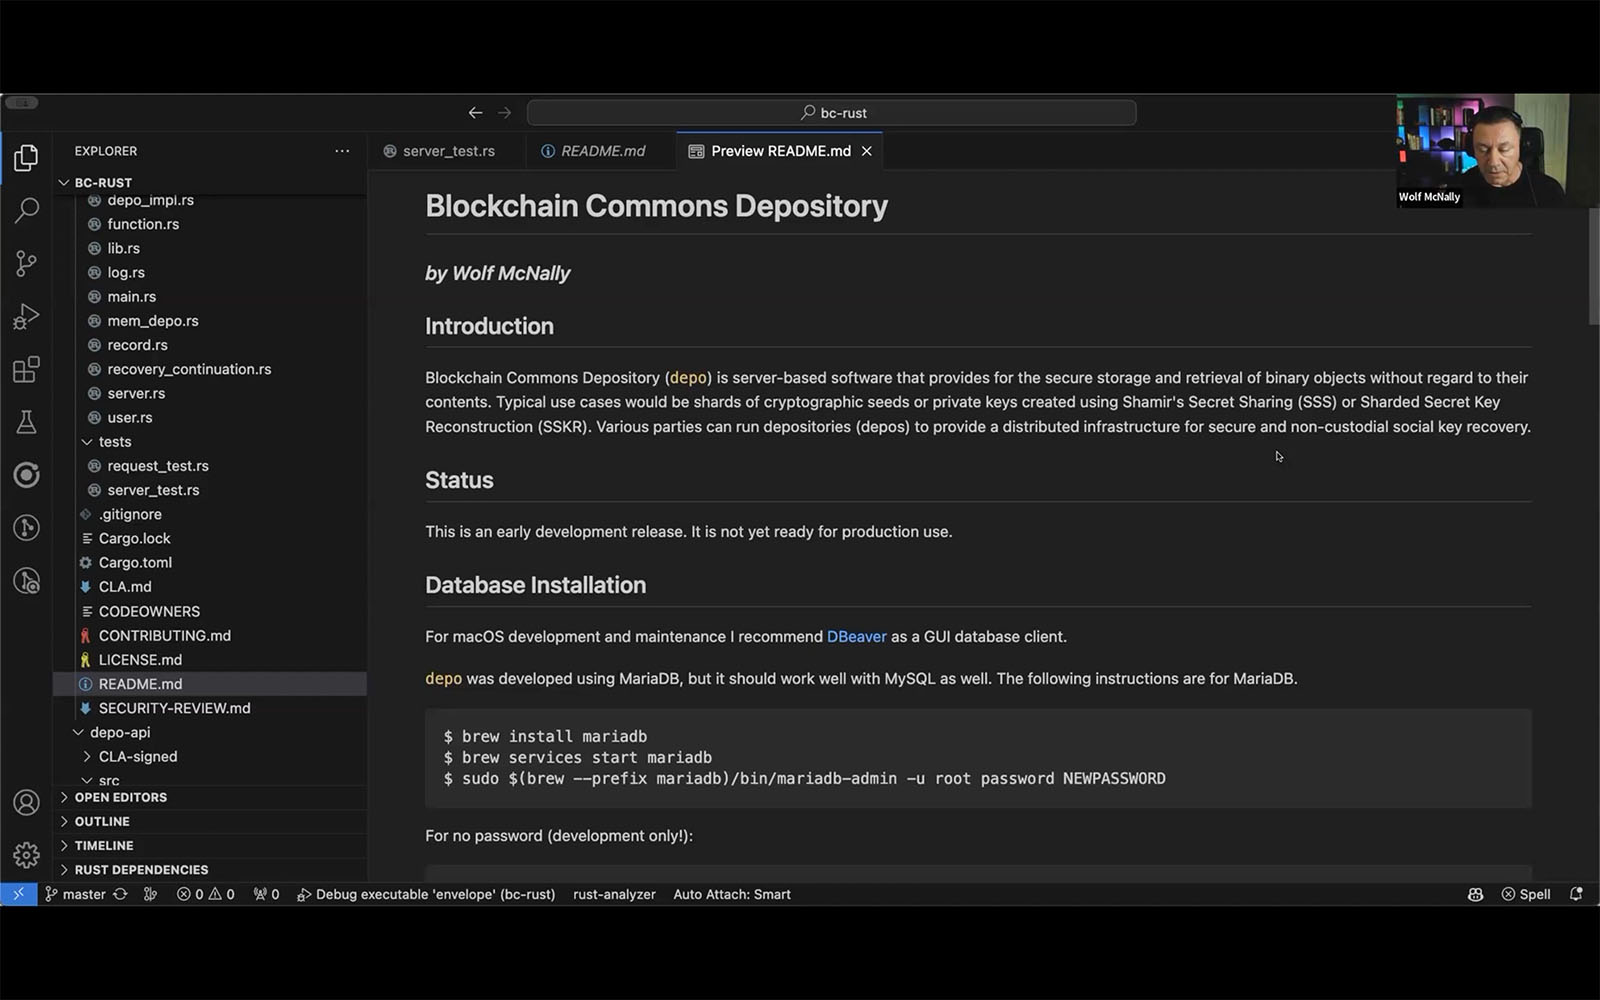 bc-rust
EXPLORER
server_test.rs
README.md
Preview README.md
Wolf McNally
BC-RUST
depo_impl.rs
function.rs
lib.rs
log.rs
main.rs
mem_depo.rs
record.rs
recovery_continuation.rs
server.rs
user.rs
tests
request_test.rs
server_test.rs
.gitignore
Cargo.lock
Cargo.toml
CLA.md
CODEOWNERS
CONTRIBUTING.md
LICENSE.md
README.md
SECURITY-REVIEW.md
depo-api
CLA-signed
src
OPEN EDITORS
OUTLINE
TIMELINE
RUST DEPENDENCIES
Blockchain Commons Depository
by Wolf McNally
Introduction
Blockchain Commons Depository (depo) is server-based software that provides for the secure storage and retrieval of binary objects without regard to their
contents. Typical use cases would be shards of cryptographic seeds or private keys created using Shamir's Secret Sharing (SSS) or Sharded Secret Key
Reconstruction (SSKR). Various parties can run depositories (depos) to provide a distributed infrastructure for secure and non-custodial social key recovery.
Status
This is an early development release. It is not yet ready for production use.
Database Installation
For macOS development and maintenance I recommend DBeaver as a GUI database client.
depo was developed using MariaDB, but it should work well with MySQL as well. The following instructions are for MariaDB.
$ brew install mariadb
$ brew services start mariadb
$ sudo $(brew --prefix mariadb)/bin/mariadb-admin -u root password NEWPASSWORD
For no password (development only!):
master 0 0 0 Debug executable 'envelope' (bc-rust) rust-analyzer Auto Attach: Smart Spell